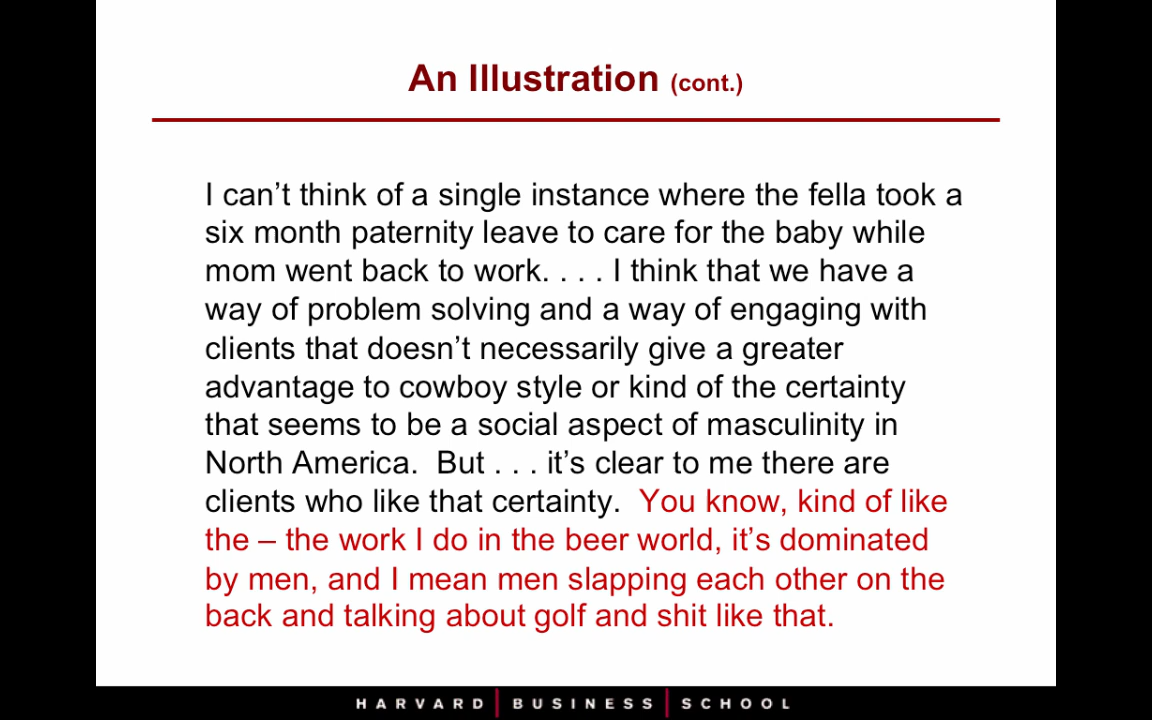 An Illustration (cont.)
I can’t think of a single instance where the fella took a
six month paternity leave to care for the baby while
mom went back to work. . . . I think that we have a
way of problem solving and a way of engaging with
clients that doesn’t necessarily give a greater
advantage to cowboy style or kind of the certainty
that seems to be a social aspect of masculinity in
North America.  But . . . it’s clear to me there are
clients who like that certainty.  You know, kind of like
the – the work I do in the beer world, it’s dominated
by men, and I mean men slapping each other on the
back and talking about golf and shit like that.
HARVARD | BUSINESS | SCHOOL